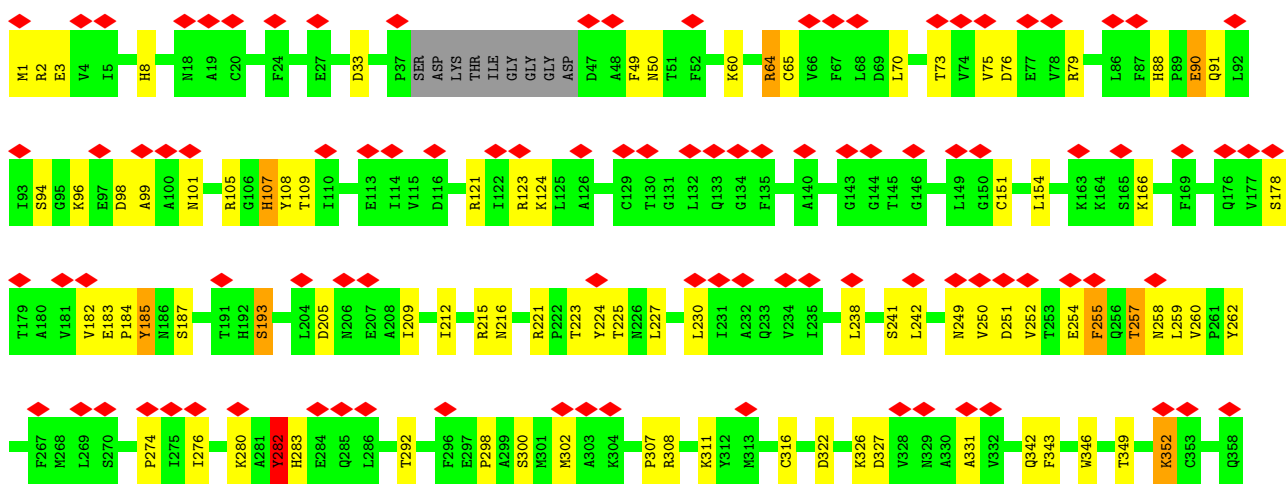 M1 R2 E3 V4 I5 H8 N18 A19 C20 F24 E27 D33 P37 SER ASP LYS THR ILE GLY GLY GLY ASP D47 A48 F49 N50 T51 F52 K60 R64 C65 V66 F67 L68 D69 L70 T73 V74 V75 D76 E77 V78 R79 L86 F87 H88 P89 E90 Q91 L92
I93 S94 G95 K96 E97 D98 A99 A100 N101 R105 G106 H107 Y108 T109 I110 E113 I114 V115 D116 R121 I122 R123 K124 L125 A126 C129 T130 G131 L132 Q133 G134 F135 A140 G143 G144 T145 G146 L149 G150 C151 L154 K163 K164 S165 K166 F169 Q176 V177 S178
T179 A180 V181 V182 E183 P184 Y185 N186 S187 T191 H192 S193 L204 D205 N206 E207 A208 I209 I212 R215 N216 R221 P222 T223 Y224 T225 N226 L227 L230 I231 A232 Q233 V234 I235 L238 S241 L242 N249 V250 D251 V252 T253 E254 F255 Q256 T257 N258 L259 V260 P261 Y262
F267 M268 L269 S270 P274 I275 I276 K280 A281 Y282 H283 E284 Q285 L286 T292 F296 E297 P298 A299 S300 M301 M302 A303 K304 P307 R308 K311 Y312 M313 C316 D322 K326 D327 V328 N329 A330 A331 V332 Q342 F343 W346 T349 K352 C353 Q358